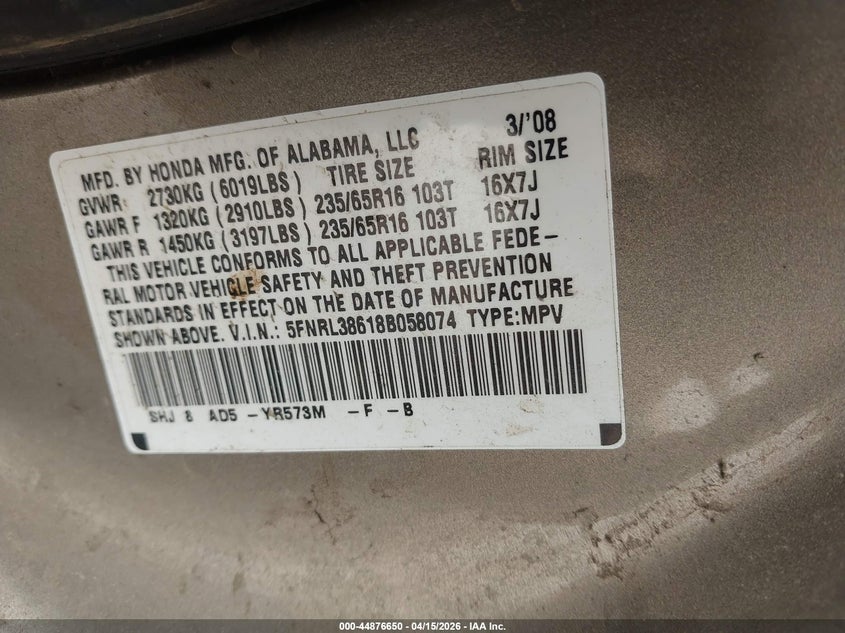 MFD. BY HONDA MFG. OF ALABAMA, LLC 3/'08
GVWR 2730KG (6019LBS) TIRE SIZE RIM SIZE
GAWR F 1320KG (2910LBS) 235/65R16 103T 16X7J
GAWR R 1450KG (3197LBS) 235/65R16 103T 16X7J
THIS VEHICLE CONFORMS TO ALL APPLICABLE FEDE-
RAL MOTOR VEHICLE SAFETY AND THEFT PREVENTION
STANDARDS IN EFFECT ON THE DATE OF MANUFACTURE
SHOWN ABOVE. V.I.N.: 5FNRL38618B058074 TYPE:MPV
SHJ 8 AD5 -YR573M -F -B
000-44876650 - 04/15/2026 - IAA Inc.